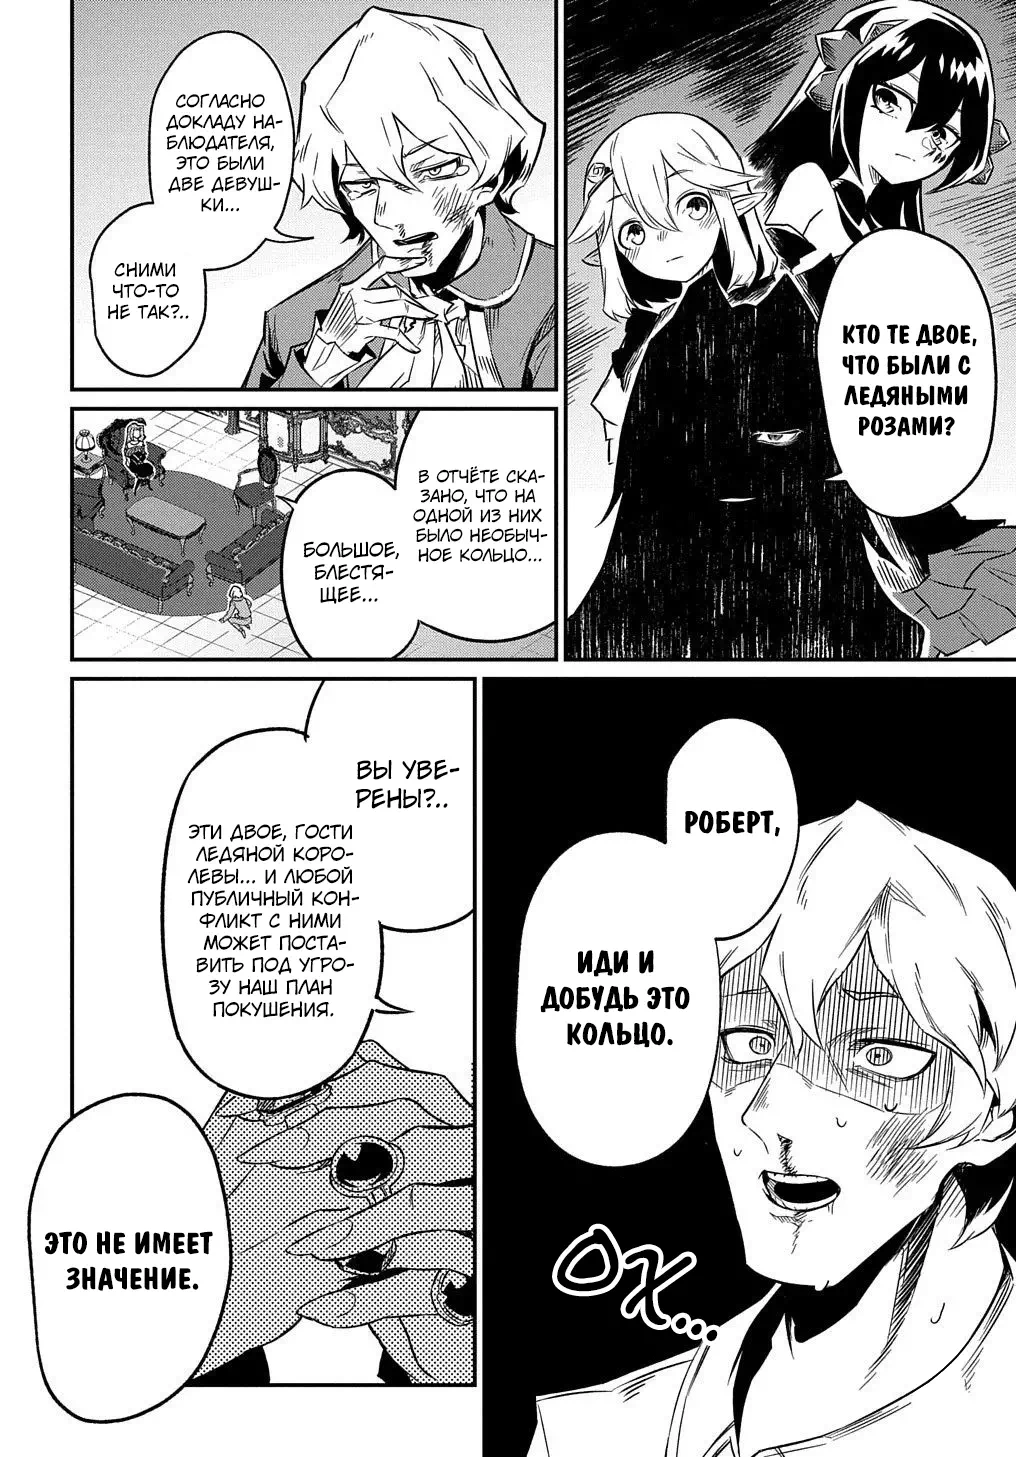 КТО ТЕ ДВОЕ,
ЧТО БЫЛИ С
ЛЕДЯНЫМИ
РОЗАМИ?
СОГЛАСНО
ДОКЛАДУ НА-
БЛЮДАТЕЛЯ,
ЭТО БЫЛИ
ДВЕ ДЕВУШ-
КИ...
СНИМИ
ЧТО-ТО
НЕ ТАК?..
В ОТЧЁТЕ СКА-
ЗАНО, ЧТО НА
ОДНОЙ ИЗ НИХ
БЫЛО НЕОБЫЧ-
НОЕ КОЛЬЦО...
БОЛЬШОЕ,
БЛЕСТЯ-
ЩЕЕ...
РОБЕРТ,
ИДИ И
ДОБУДЬ ЭТО
КОЛЬЦО.
ОХ...
ВЫ УВЕ-
РЕНЫ?..
ЭТИ ДВОЕ, ГОСТИ
ЛЕДЯНОЙ КОРО-
ЛЕВЫ... И ЛЮБОЙ
ПУБЛИЧНЫЙ КОН-
ФЛИКТ С НИМИ
МОЖЕТ ПОСТА-
ВИТЬ ПОД УГРО-
ЗУ НАШ ПЛАН
ПОКУШЕНИЯ.
ЭТО НЕ ИМЕЕТ
ЗНАЧЕНИЕ.